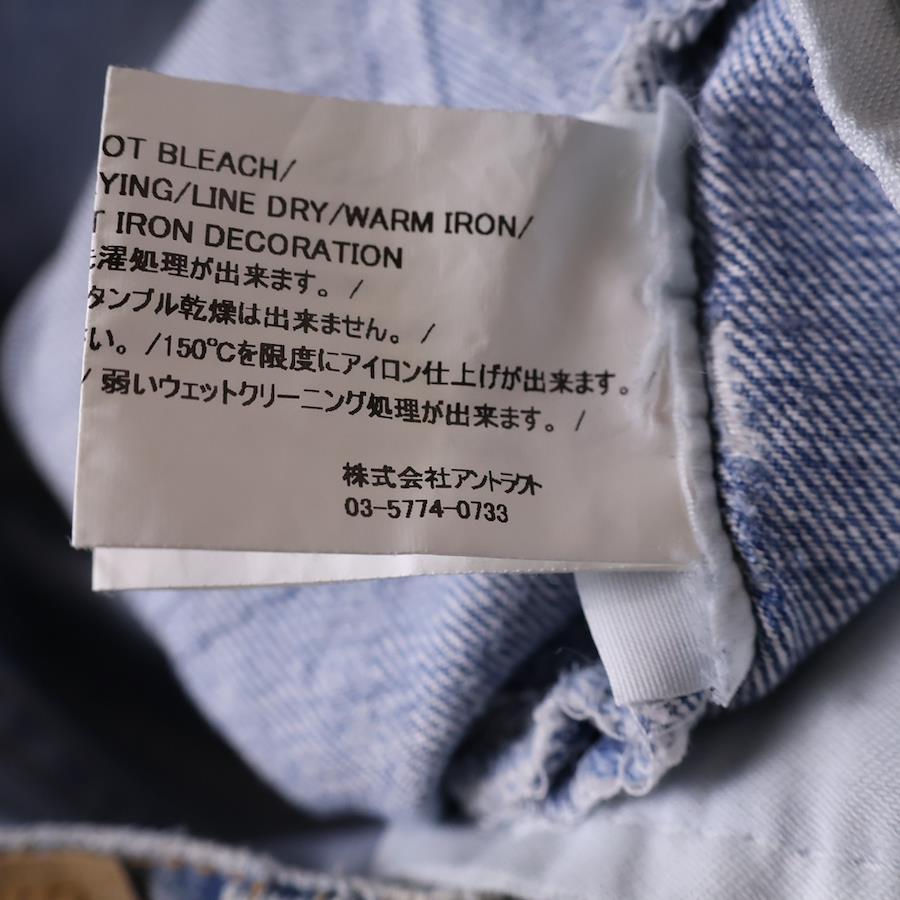 OT BLEACH/
YING/LINE DRY/WARM IRON/
IRON DECORATION
濯処理が出来ます。 /
タンブル乾燥は出来ません。 /
い。 /150℃を限度にアイロン仕上げが出来ます。 /
/ 弱いウェットクリーニング処理が出来ます。 /
株式会社アントラクト
03-5774-0733